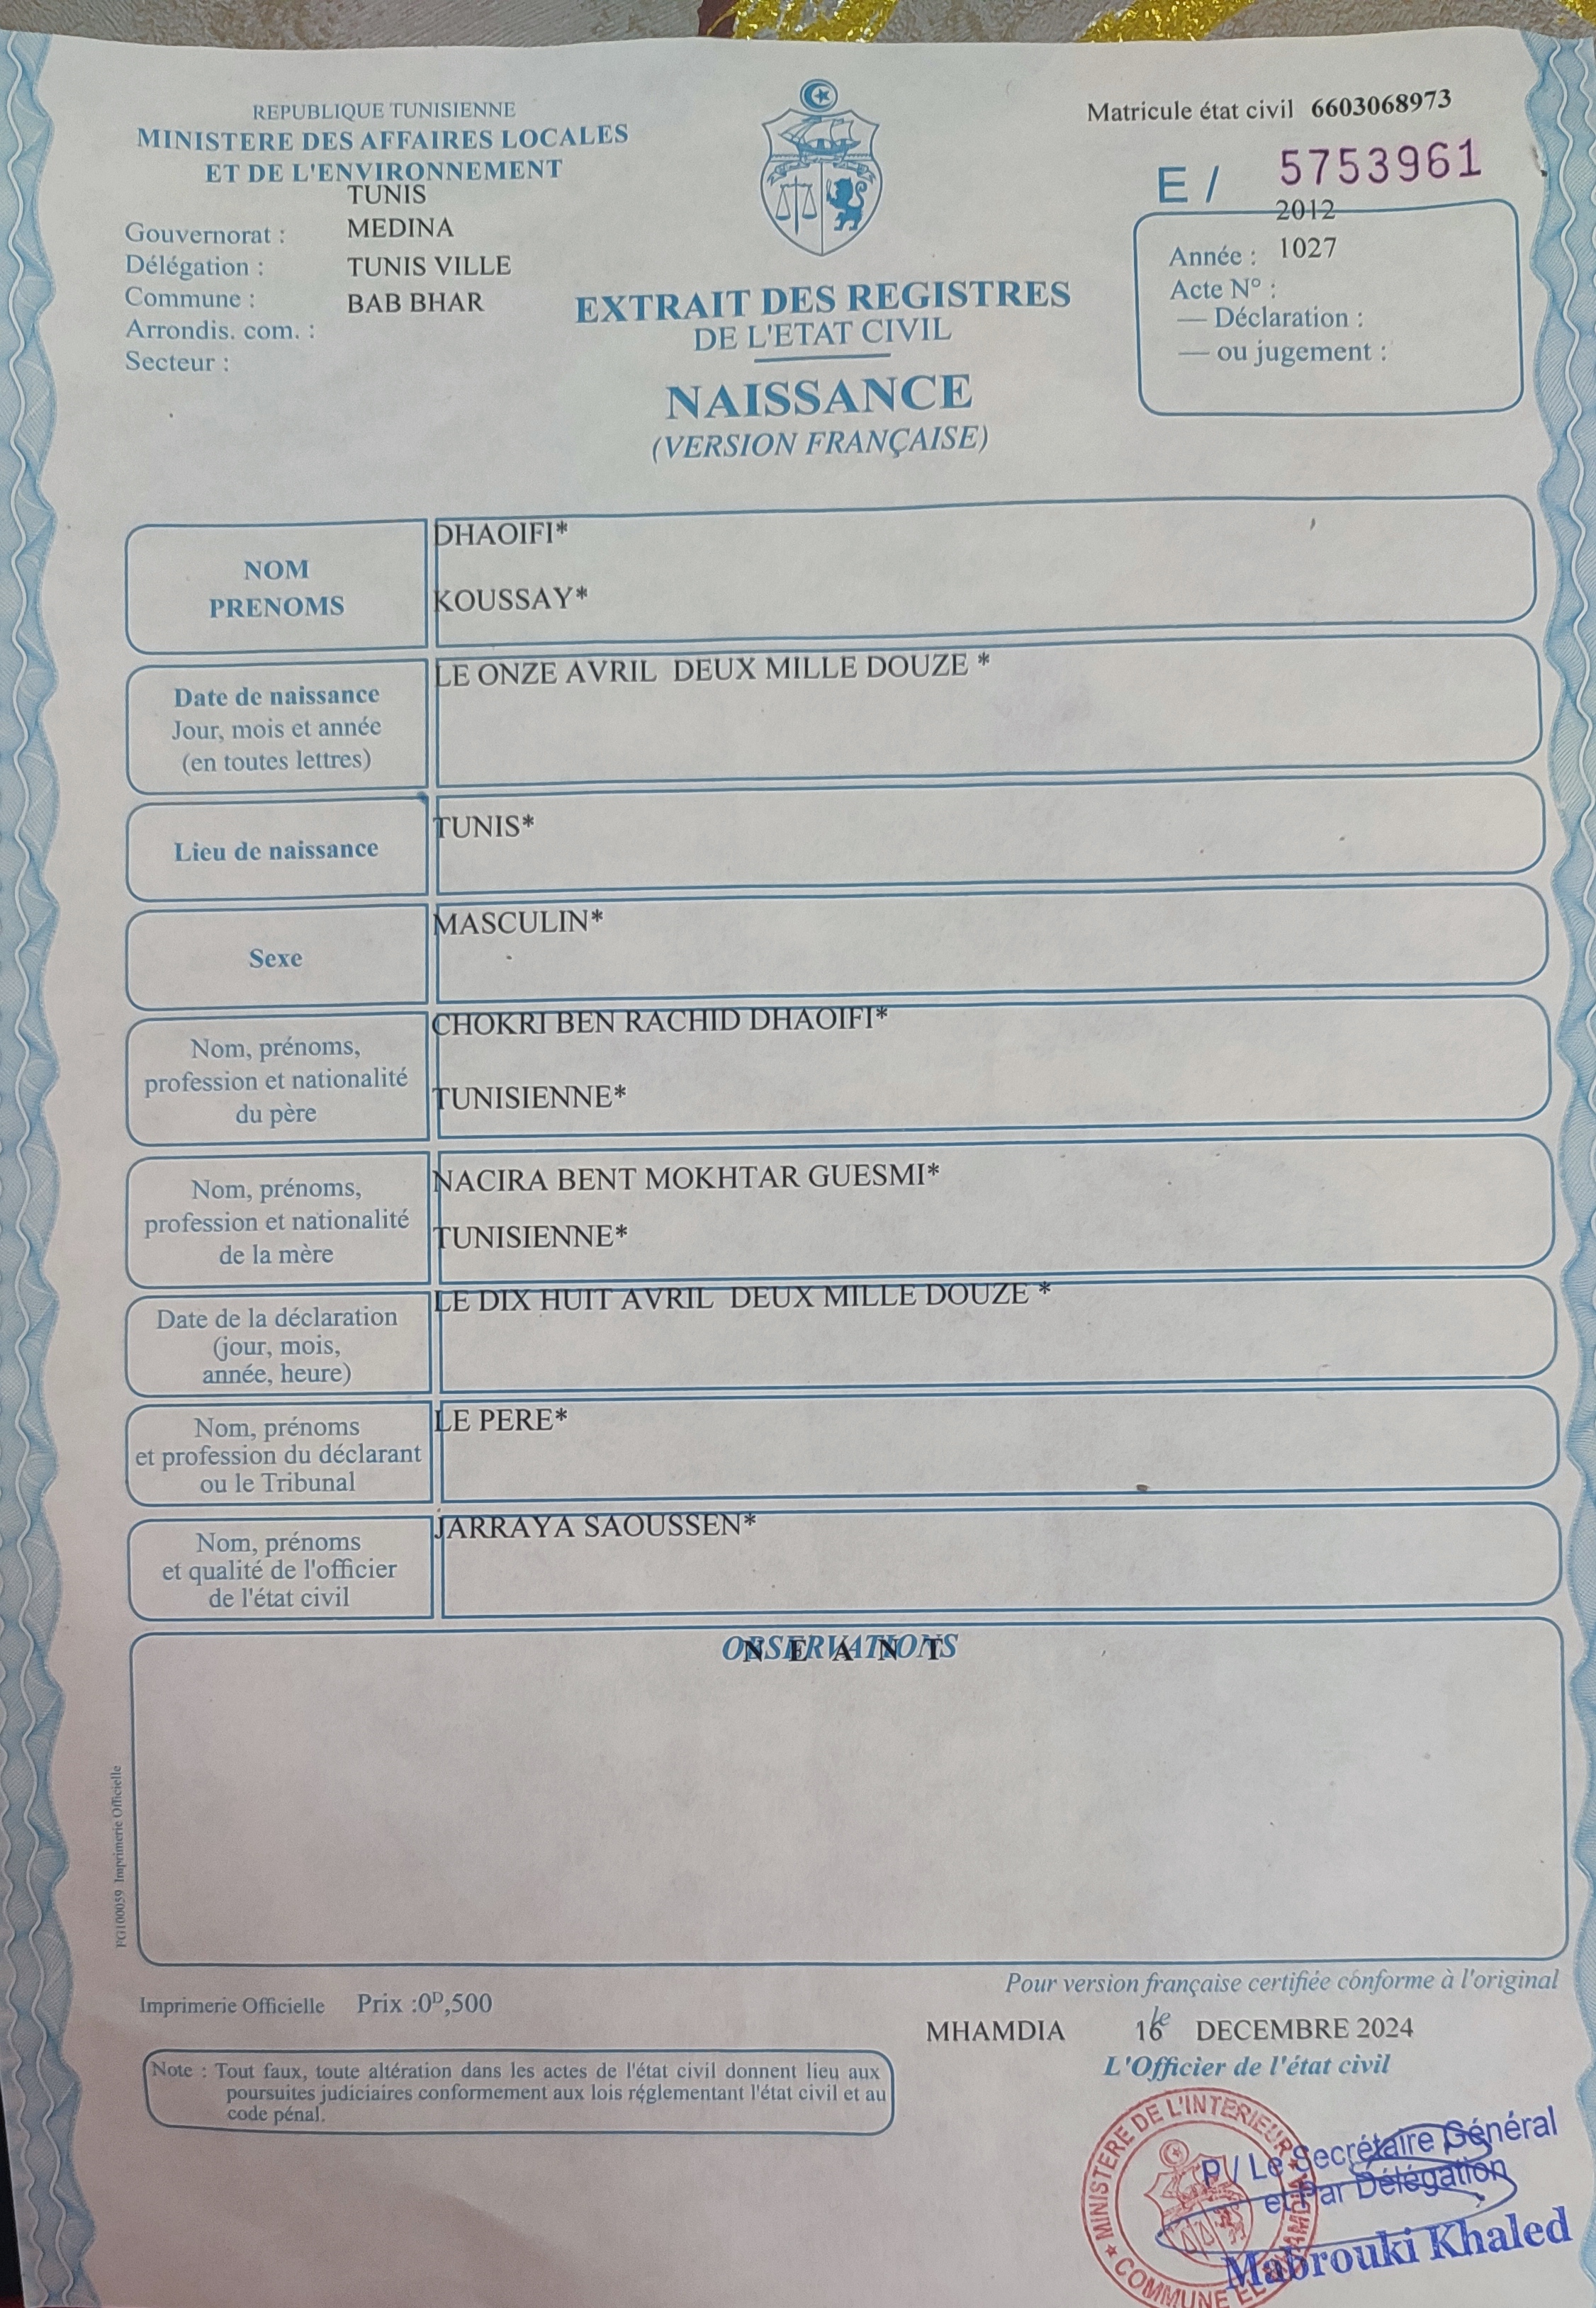 REPUBLIQUE TUNISIENNE
MINISTERE DES AFFAIRES LOCALES
ET DE L'ENVIRONNEMENT
TUNIS
Gouvernorat : MEDINA
Délégation : TUNIS VILLE
Commune : BAB BHAR
Arrondis. com. :
Secteur :
Matricule état civil 6603068973
E / 5753961
2012
Année : 1027
Acte N° :
— Déclaration :
— ou jugement :
EXTRAIT DES REGISTRES
DE L'ETAT CIVIL
NAISSANCE
(VERSION FRANÇAISE)
NOM
PRENOMS
DHAOIFI*
KOUSSAY*
Date de naissance
Jour, mois et année
(en toutes lettres)
LE ONZE AVRIL DEUX MILLE DOUZE *
Lieu de naissance
TUNIS*
Sexe
MASCULIN*
Nom, prénoms,
profession et nationalité
du père
CHOKRI BEN RACHID DHAOIFI*
TUNISIENNE*
Nom, prénoms,
profession et nationalité
de la mère
NACIRA BENT MOKHTAR GUESMI*
TUNISIENNE*
Date de la déclaration
(jour, mois,
année, heure)
LE DIX HUIT AVRIL DEUX MILLE DOUZE *
Nom, prénoms
et profession du déclarant
ou le Tribunal
LE PERE*
Nom, prénoms
et qualité de l'officier
de l'état civil
JARRAYA SAOUSSEN*
OBSERVATIONS
N E A N T
FG100059 Imprimerie Officielle
Imprimerie Officielle Prix :0ᴰ,500
Pour version française certifiée conforme à l'original
MHAMDIA 16 le DECEMBRE 2024
L'Officier de l'état civil
Note : Tout faux, toute altération dans les actes de l'état civil donnent lieu aux
poursuites judiciaires conformement aux lois réglementant l'état civil et au
code pénal.
MINISTERE DE L'INTERIEUR
COMMUNE EL MHAMDIA
P / Le Secrétaire Général
et Par Délégation
Mabrouki Khaled